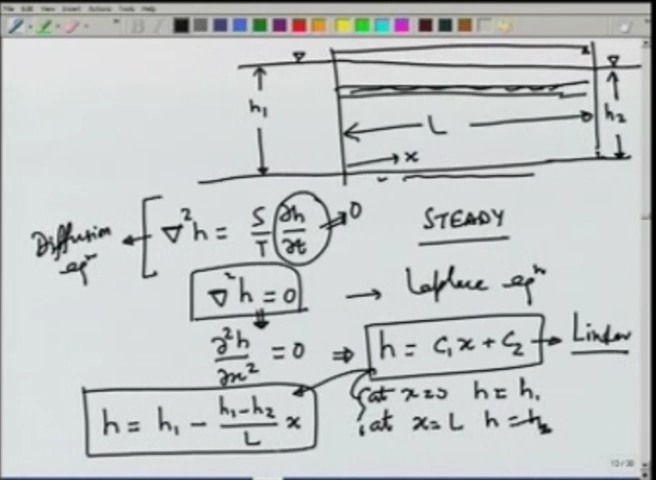 h₁
L
h₂
x
∇²h = S/T ∂h/∂t → 0
STEADY
Diffusion eqⁿ
∇²h = 0 → Laplace eqⁿ
∂²h/∂x² = 0 ⇒ h = C₁x + C₂ → Linear
at x=0 h = h₁
at x=L h = h₂
h = h₁ - (h₁-h₂)/L x